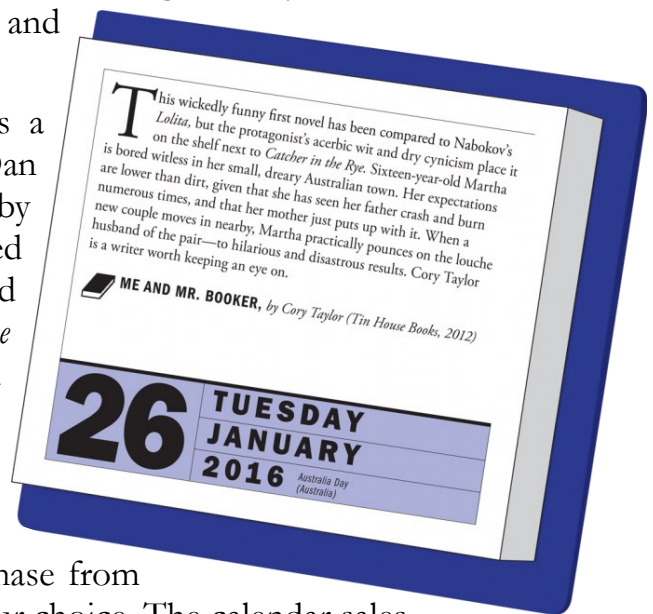 and
s a
Dan
by
ed
d
e
This wickedly funny first novel has been compared to Nabokov's
Lolita, but the protagonist's acerbic wit and dry cynicism place it
on the shelf next to Catcher in the Rye. Sixteen-year-old Martha
is bored witless in her small, dreary Australian town. Her expectations
are lower than dirt, given that she has seen her father crash and burn
numerous times, and that her mother just puts up with it. When a
new couple moves in nearby, Martha practically pounces on the louche
husband of the pair—to hilarious and disastrous results. Cory Taylor
is a writer worth keeping an eye on.
ME AND MR. BOOKER, by Cory Taylor (Tin House Books, 2012)
26 TUESDAY
JANUARY
2016 Australia Day
(Australia)
hase from
ur choice. The calendar sales